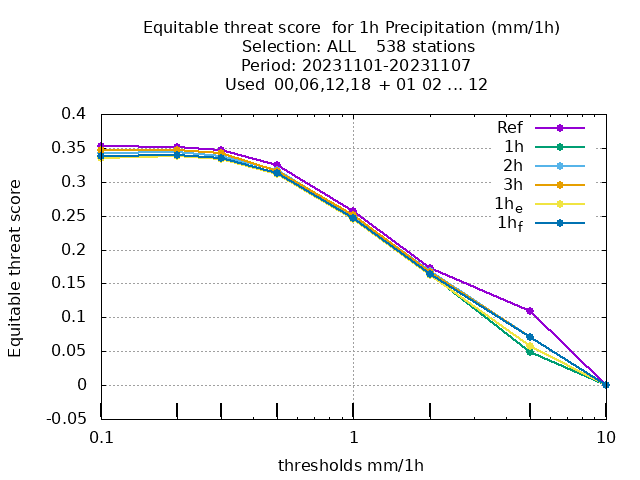 Equitable threat score  for 1h Precipitation (mm/1h)
Selection: ALL    538 stations
Period: 20231101-20231107
Used  00,06,12,18  + 01 02 ... 12
Equitable threat score
0.4
0.35
0.3
0.25
0.2
0.15
0.1
0.05
0
-0.05
Ref
1h
2h
3h
1h_e
1h_f
0.1 1 10
thresholds mm/1h